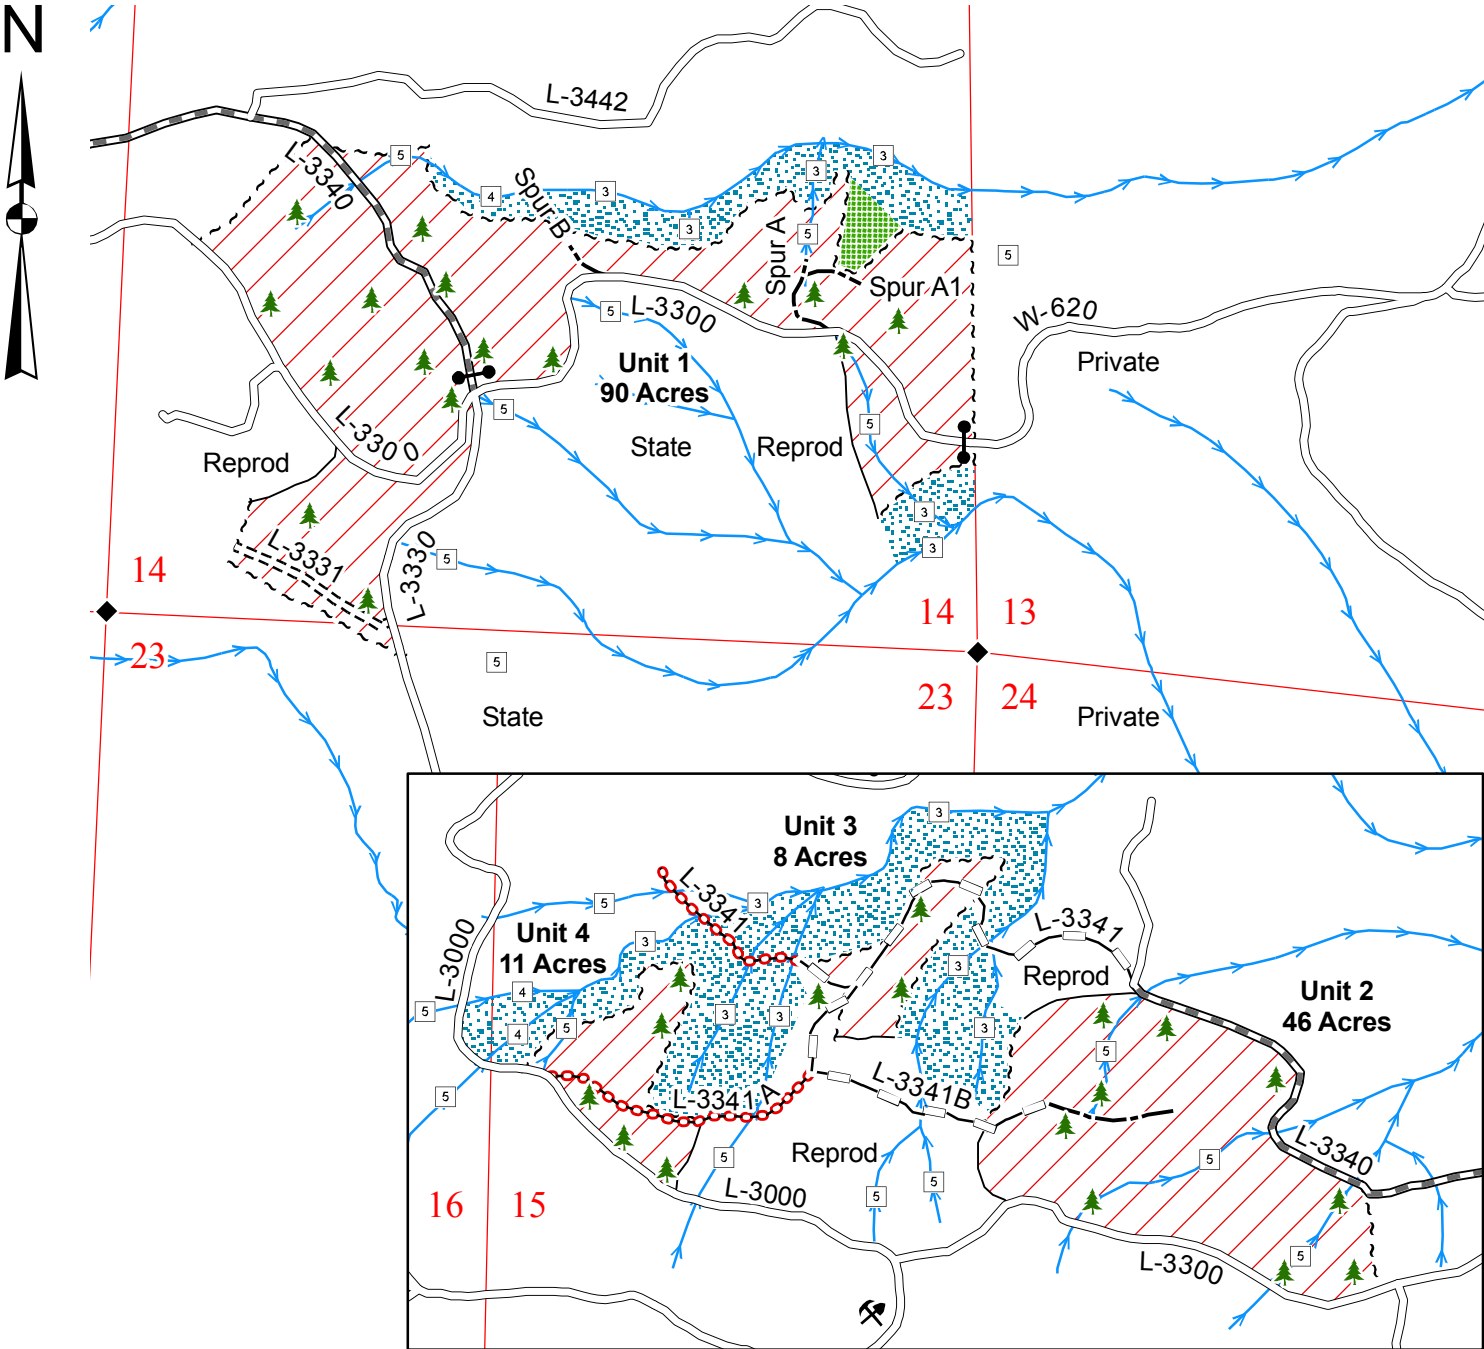 N
L-3442
L-3340
5
4
Spur B
3
3
3
3
5
Spur A
Spur A1
5
L-3300
5
W-620
Unit 1
90 Acres
Private
5
5
L-3300
State
Reprod
Reprod
3
3
L-3331
L-3330
5
14
14
13
23
5
23
24
State
Private
Unit 3
8 Acres
3
L-3341
5
3
L-3341
L-3000
Unit 4
11 Acres
3
3
Reprod
Unit 2
46 Acres
4
5
4
5
3
3
3
5
L-3341 A
L-3341B
5
Reprod
5
L-3340
5
5
5
L-3000
16
15
5
L-3300